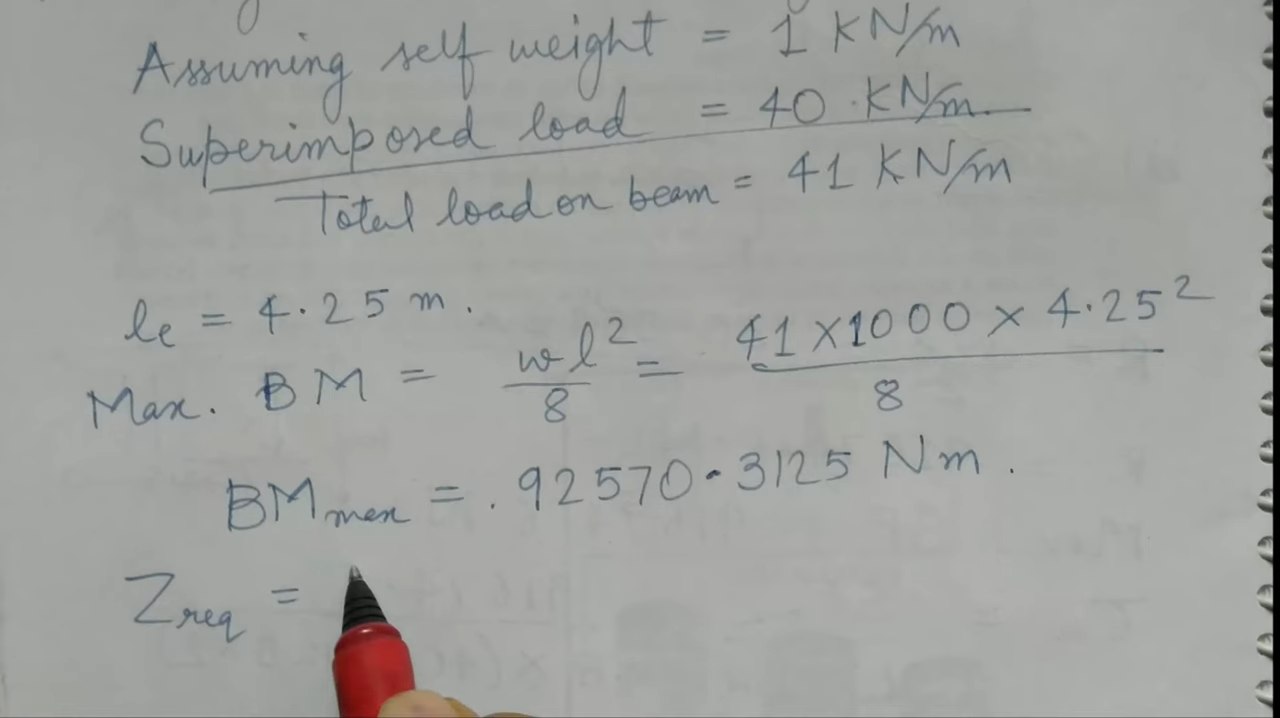 Assuming self weight = 1 KN/m
Superimposed load = 40 KN/m
Total load on beam = 41 KN/m
le = 4.25 m.
Max. BM = wl²/8 = 41×1000×4.25²/8
BMmax = 92570.3125 Nm.
Zreq =